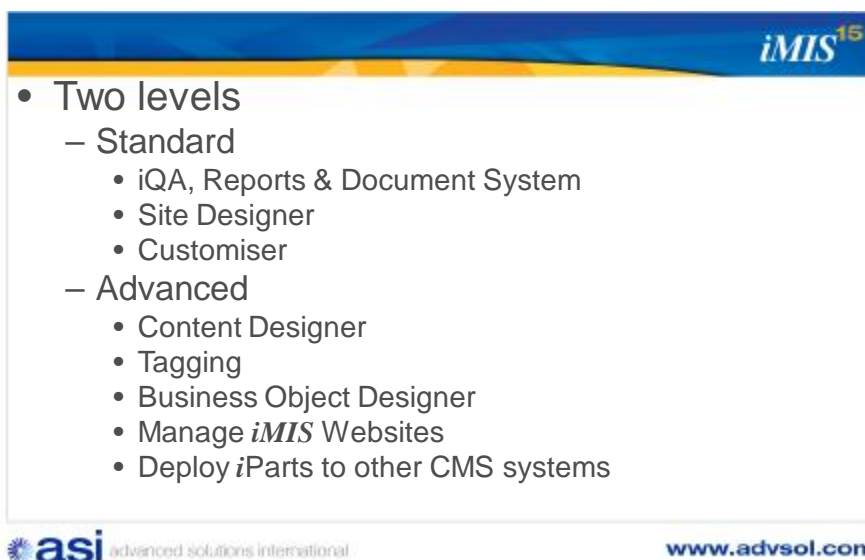 iMIS15
• Two levels
– Standard
• iQA, Reports & Document System
• Site Designer
• Customiser
– Advanced
• Content Designer
• Tagging
• Business Object Designer
• Manage iMIS Websites
• Deploy iParts to other CMS systems
asi advanced solutions international
www.advsol.com